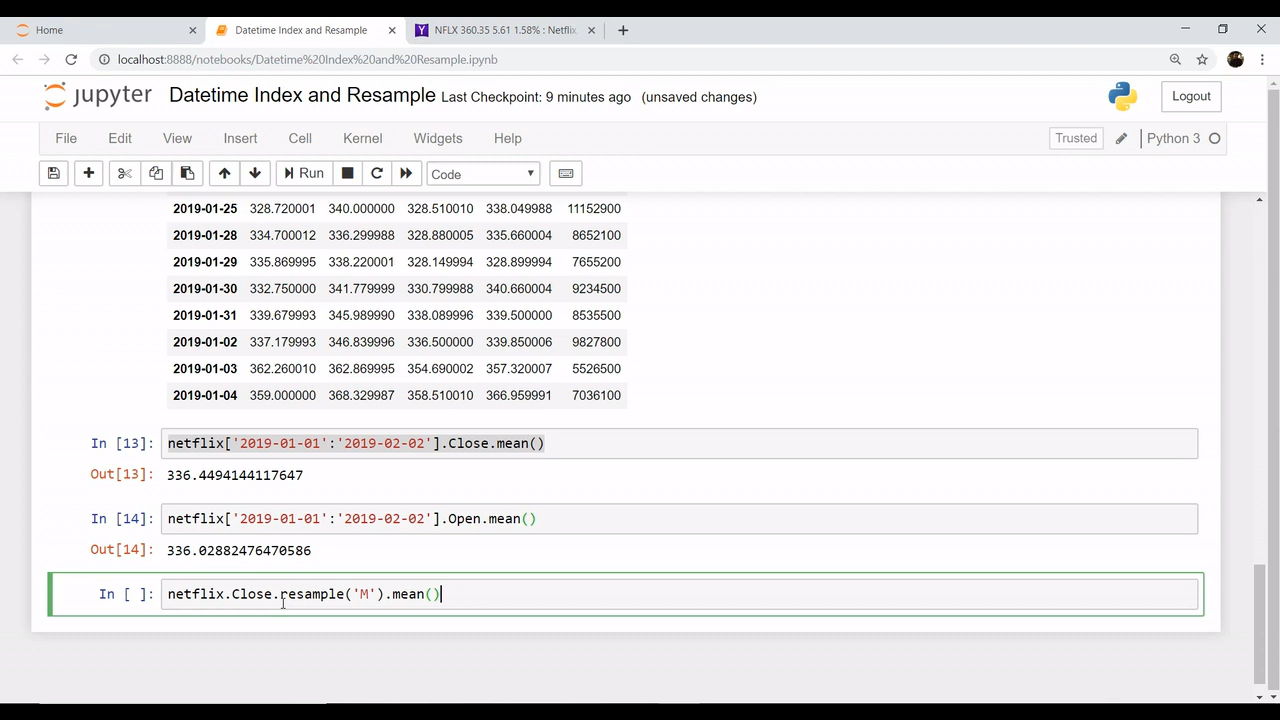 Home
Datetime Index and Resample
NFLX 360.35 5.61 1.58% : Netflix
localhost:8888/notebooks/Datetime%20Index%20and%20Resample.ipynb
jupyter Datetime Index and Resample Last Checkpoint: 9 minutes ago (unsaved changes) Logout
File Edit View Insert Cell Kernel Widgets Help Trusted Python 3
Run Code
2019-01-25 328.720001 340.000000 328.510010 338.049988 11152900
2019-01-28 334.700012 336.299988 328.880005 335.660004 8652100
2019-01-29 335.869995 338.220001 328.149994 328.899994 7655200
2019-01-30 332.750000 341.779999 330.799988 340.660004 9234500
2019-01-31 339.679993 345.989990 338.089996 339.500000 8535500
2019-01-02 337.179993 346.839996 336.500000 339.850006 9827800
2019-01-03 362.260010 362.869995 354.690002 357.320007 5526500
2019-01-04 359.000000 368.329987 358.510010 366.959991 7036100
In [13]: netflix['2019-01-01':'2019-02-02'].Close.mean()
Out[13]: 336.4494144117647
In [14]: netflix['2019-01-01':'2019-02-02'].Open.mean()
Out[14]: 336.02882476470586
In [ ]: netflix.Close.resample('M').mean()